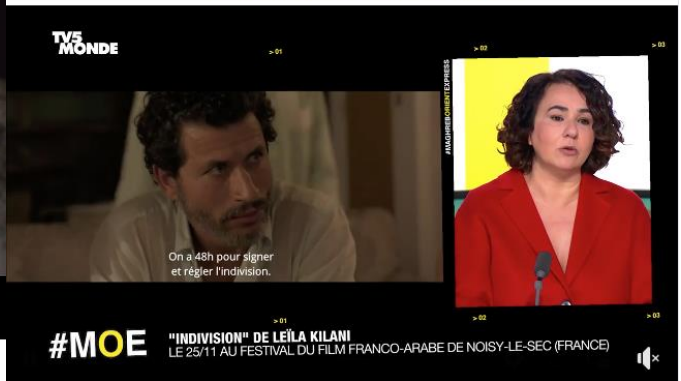 TV5
MONDE
> 01
> 02
> 03
#MAGHREBORIENTEXPRESS
On a 48h pour signer
et régler l'indivision.
> 01
> 02
> 03
#MOE
"INDIVISION" DE LEÏLA KILANI
LE 25/11 AU FESTIVAL DU FILM FRANCO-ARABE DE NOISY-LE-SEC (FRANCE)